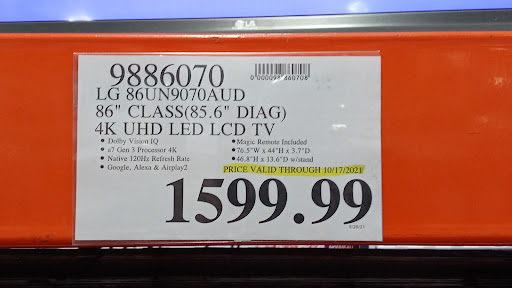 LG
9886070
LG 86UN9070AUD
86" CLASS(85.6" DIAG)
4K UHD LED LCD TV
• Dolby Vision IQ
• a7 Gen 3 Processor 4K
• Native 120Hz Refresh Rate
• Google, Alexa & Airplay2
• Magic Remote Included
• 76.5"W x 44"H x 3.7"D
• 46.8"H x 13.6"D w/stand
PRICE VALID THROUGH 10/17/2021
1599.99